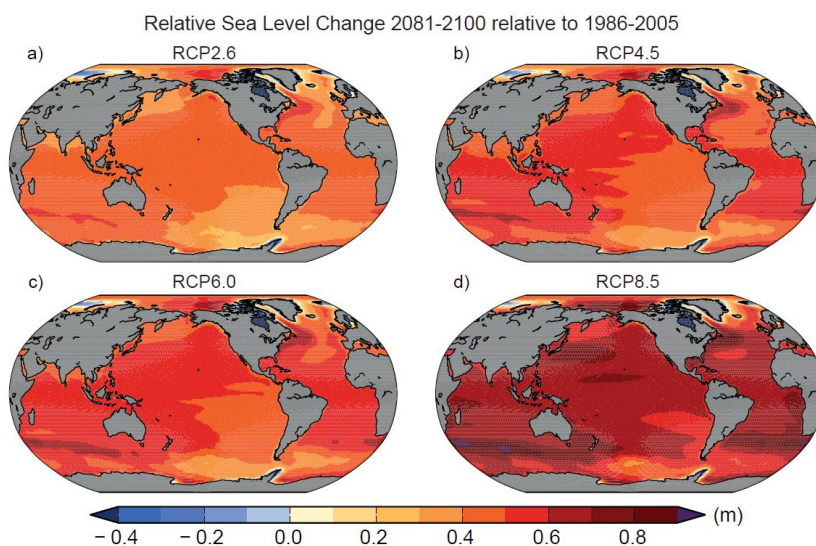 Relative Sea Level Change 2081-2100 relative to 1986-2005
a) RCP2.6
b) RCP4.5
c) RCP6.0
d) RCP8.5
− 0.4 − 0.2 0.0 0.2 0.4 0.6 0.8 (m)